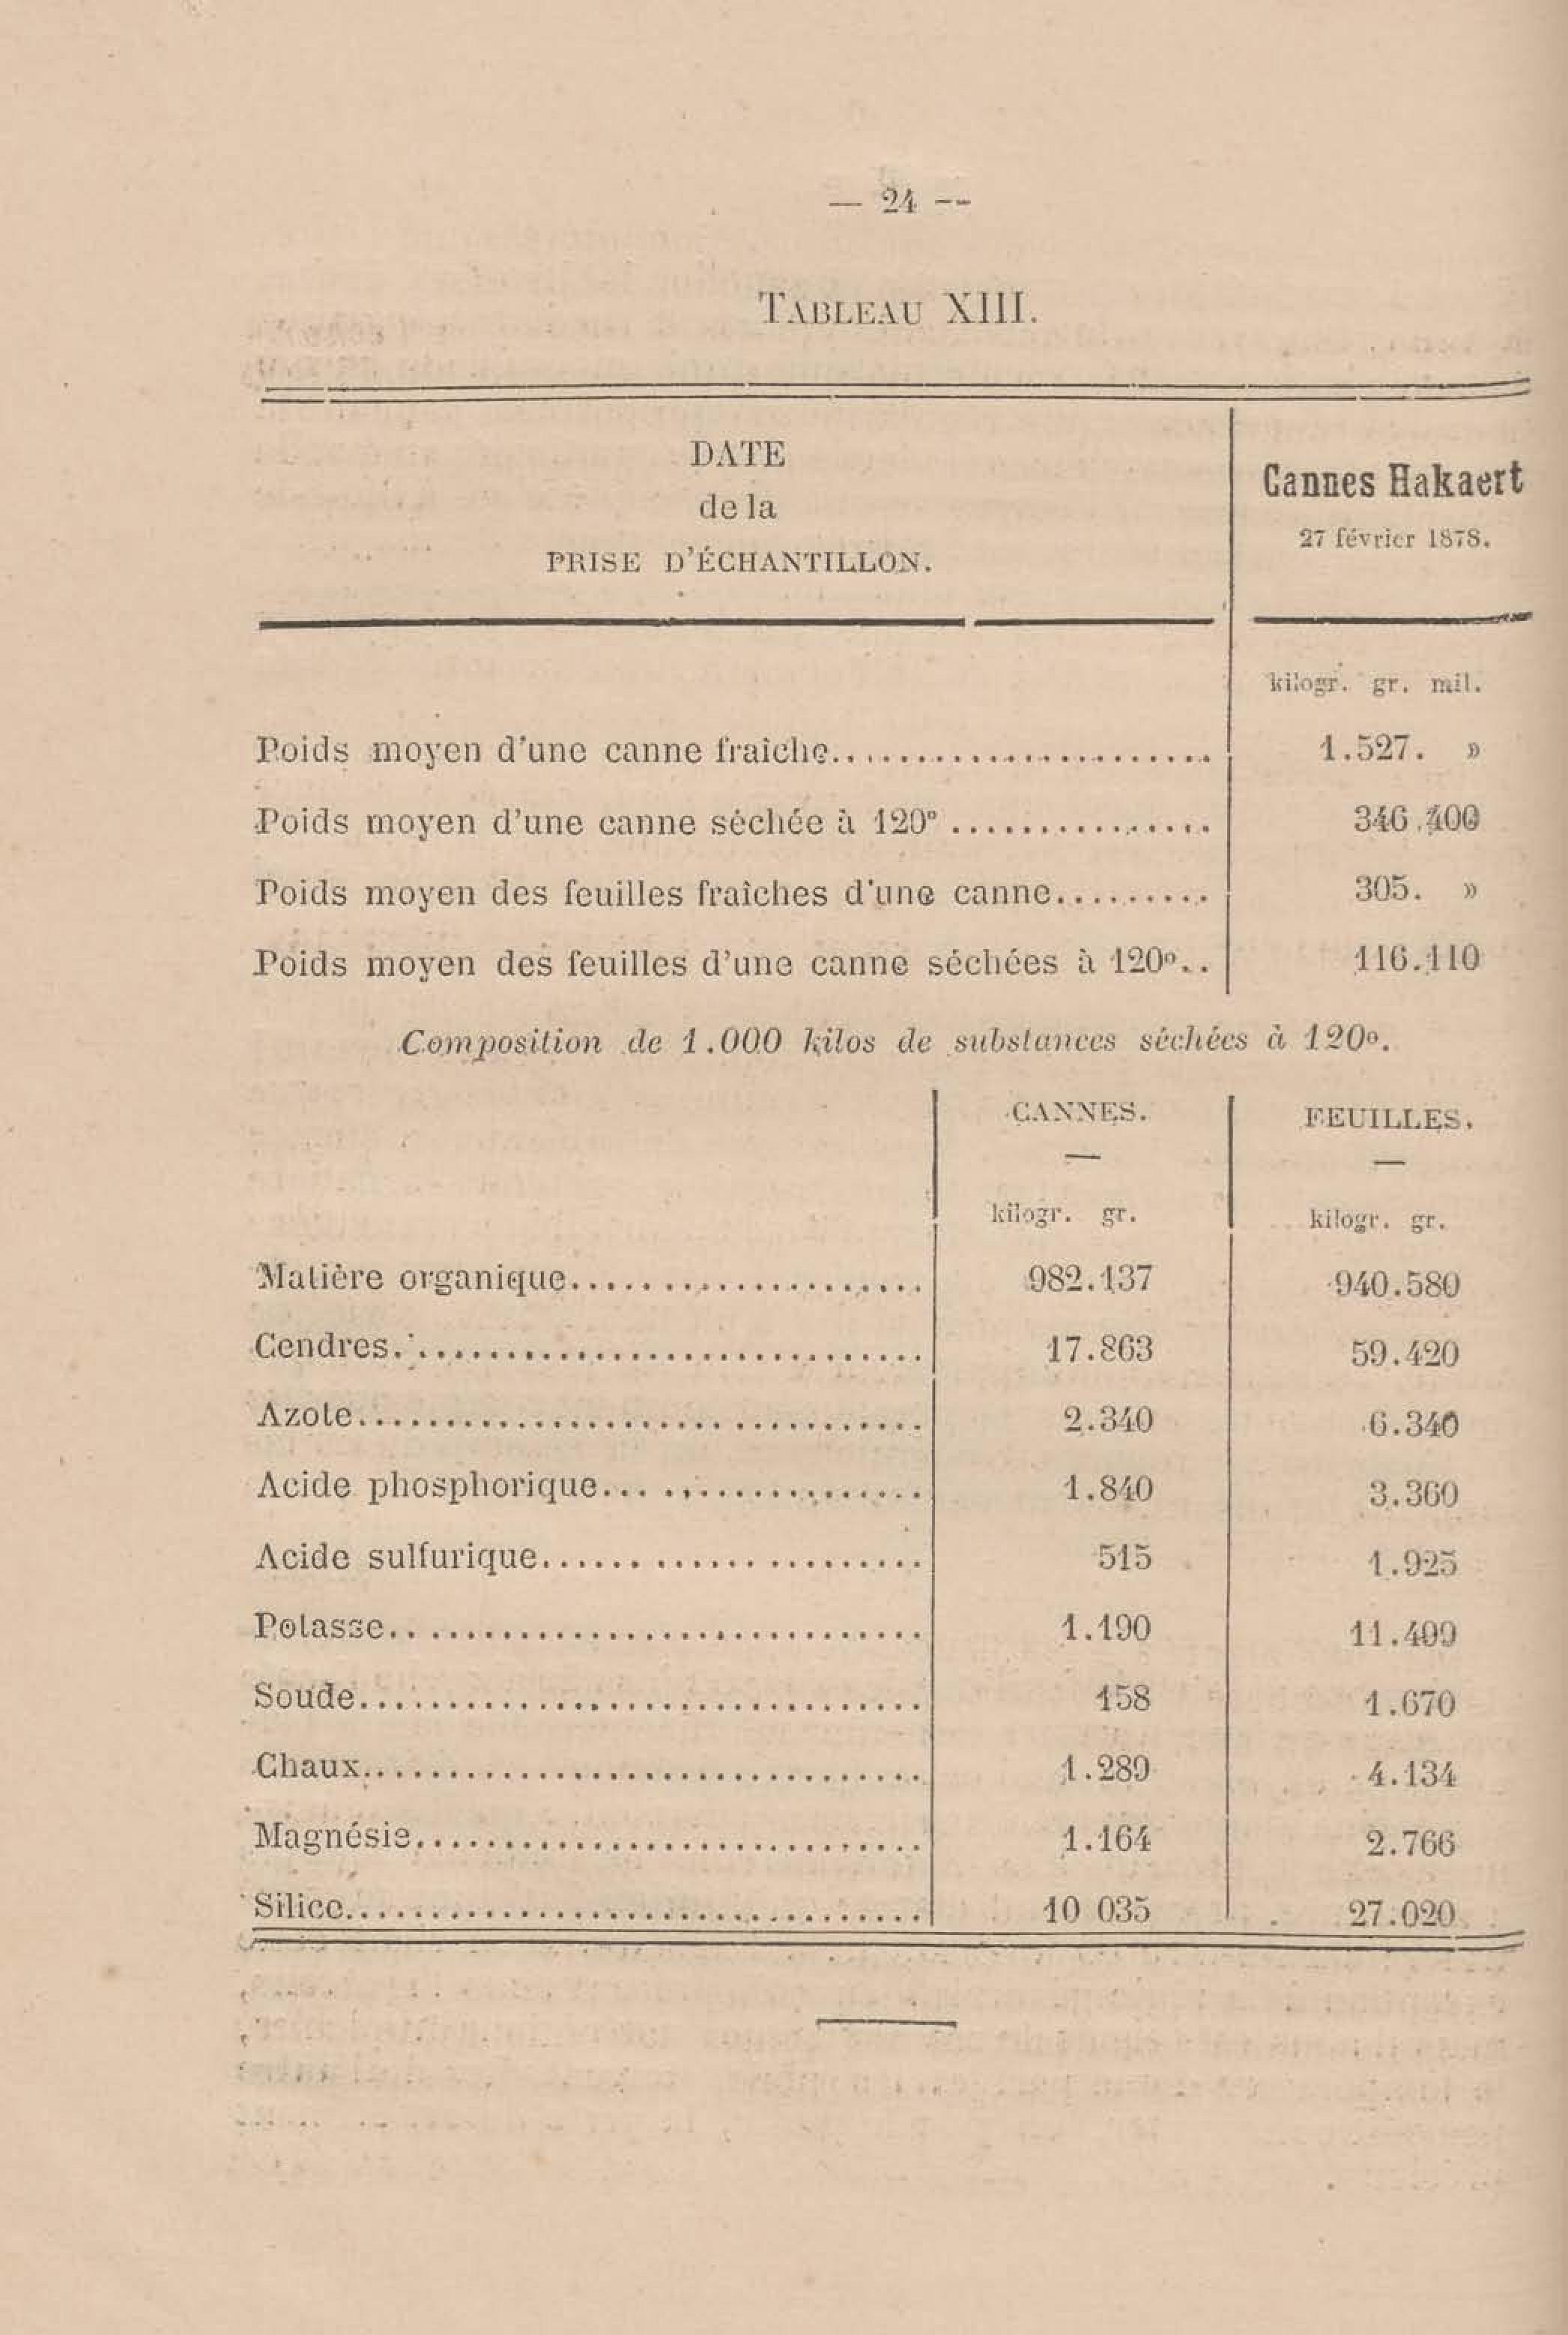 — 24 —
TABLEAU XIII.
DATE
de la
PRISE D'ÉCHANTILLON.
Cannes Hakaert
27 février 1878.
kilogr. gr. mil.
Poids moyen d'une canne fraîche........................ 1.527. »
Poids moyen d'une canne séchée à 120° ............... 346.400
Poids moyen des feuilles fraîches d'une canne......... 305. »
Poids moyen des feuilles d'une canne séchées à 120°.. 116.110
Composition de 1.000 kilos de substances séchées à 120°.
CANNES. FEUILLES.
kilogr. gr. kilogr. gr.
Matière organique.................... 982.137 940.580
Cendres.............................. 17.863 59.420
Azote................................ 2.340 6.340
Acide phosphorique................... 1.840 3.360
Acide sulfurique..................... 515 1.925
Potasse.............................. 1.190 11.409
Soude................................ 158 1.670
Chaux................................ 1.289 4.134
Magnésie............................. 1.164 2.766
Silice................................ 10 035 27.020